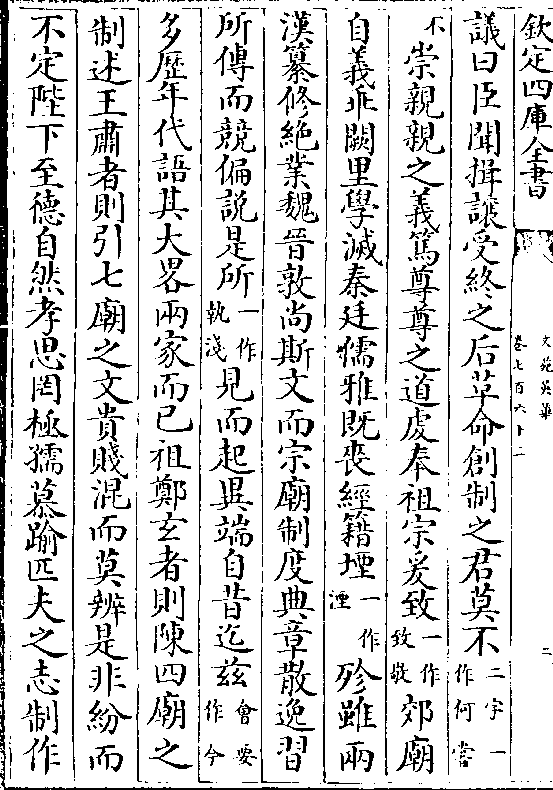 欽定四庫全書
文苑英華
卷七百六十二
二
議曰臣聞揖讓受終之后革命創制之君莫不二字一作何嘗
不崇親親之義篤尊尊之道虔奉祖宗爰致一作致敬郊廟
自義乖闕里學滅秦廷儒雅既喪經籍堙一作湮殄雖兩
漢纂修絶業魏晉敦尚斯文而宗廟制度典章散逸習
所傳而競偏説是所一作執淺見而起異端自昔迄兹會要作今
多歴年代語其大畧兩家而已祖鄭玄者則陳四廟之
制述王肅者則引七廟之文貴賤混而莫辨是非紛而
不定陛下至德自然孝思罔極孺慕踰匹夫之志制作